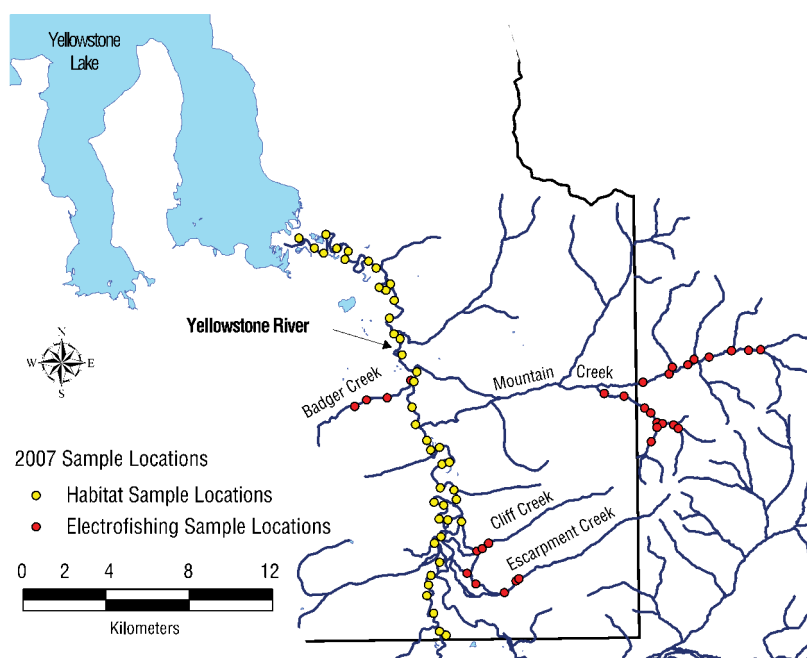 Yellowstone
Lake
Yellowstone River
N
W E
S
Badger Creek
Mountain Creek
2007 Sample Locations
Habitat Sample Locations
Electrofishing Sample Locations
Cliff Creek
Escarpment Creek
0 2 4 8 12
Kilometers